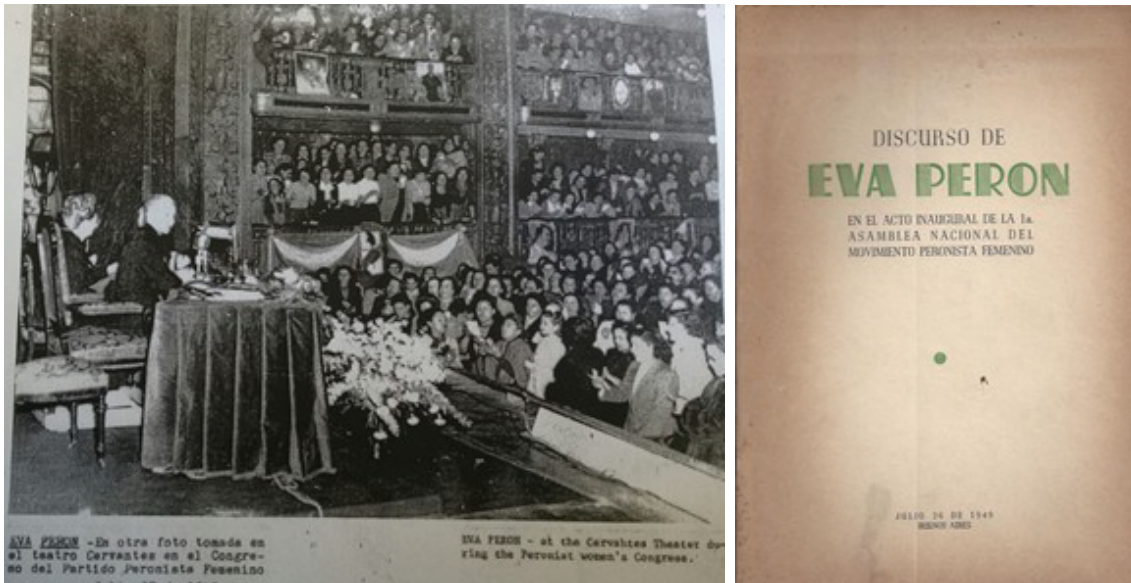 EVA PERON -En otra foto tomada en
el teatro Cervantes en el Congre-
so del Partido Peronista Femenino
EVA PERON - at the Cervantes Theater du-
ring the Peronist women's Congress.
DISCURSO DE
EVA PERON
EN EL ACTO INAUGURAL DE LA 1a.
ASAMBLEA NACIONAL DEL
MOVIMIENTO PERONISTA FEMENINO
JULIO 26 DE 1949
BUENOS AIRES